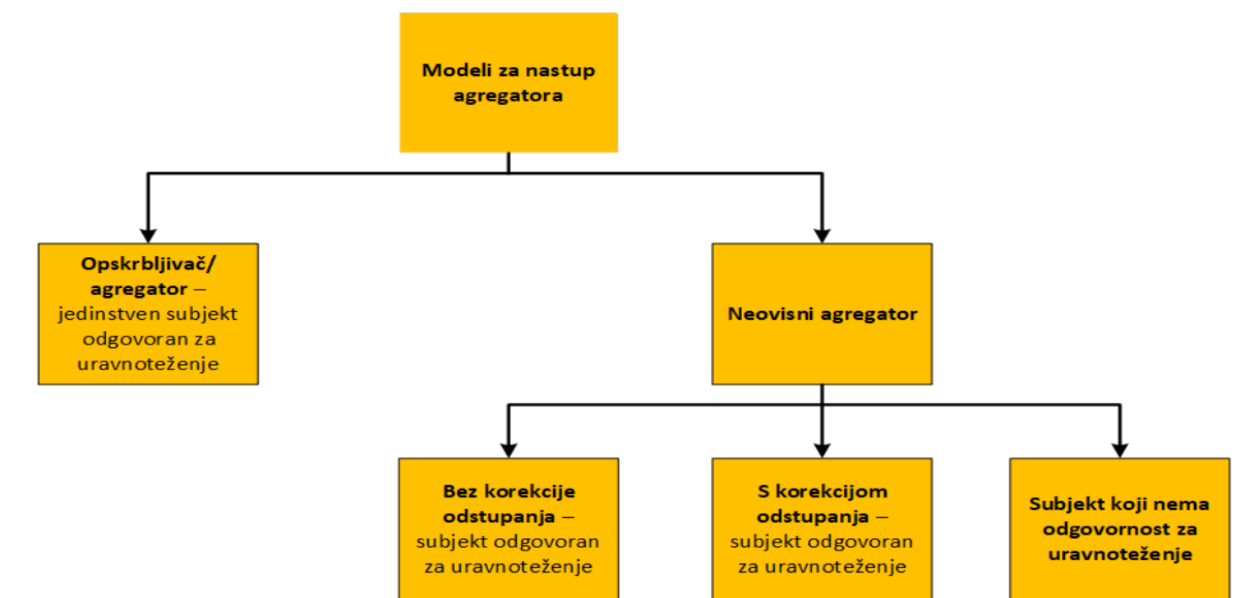 Modeli za nastup
agregatora
Opskrbljivač/
agregator –
jedinstven subjekt
odgovoran za
uravnoteženje
Neovisni agregator
Bez korekcije
odstupanja –
subjekt odgovoran
za uravnoteženje
S korekcijom
odstupanja –
subjekt odgovoran
za uravnoteženje
Subjekt koji nema
odgovornost za
uravnoteženje